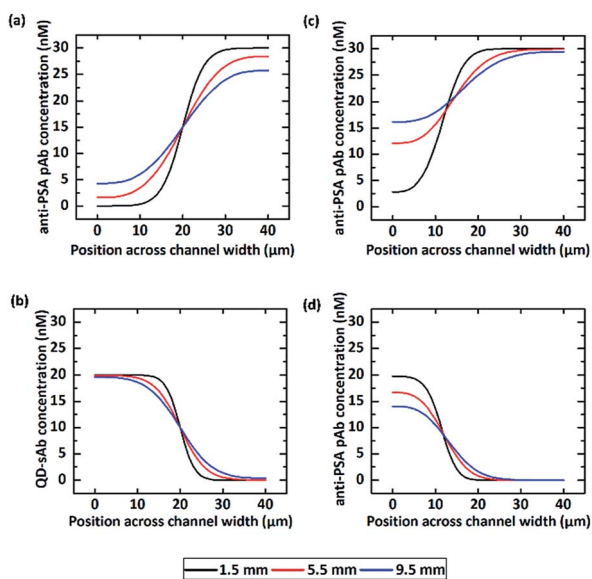 (a)
anti-PSA pAb concentration (nM)
30
25
20
15
10
5
0
0 10 20 30 40
Position across channel width (μm)
(c)
anti-PSA pAb concentration (nM)
30
25
20
15
10
5
0
0 10 20 30 40
Position across channel width (μm)
(b)
QD-sAb concentration (nM)
30
25
20
15
10
5
0
0 10 20 30 40
Position across channel width (μm)
(d)
anti-PSA pAb concentration (nM)
30
25
20
15
10
5
0
0 10 20 30 40
Position across channel width (μm)
1.5 mm 5.5 mm 9.5 mm